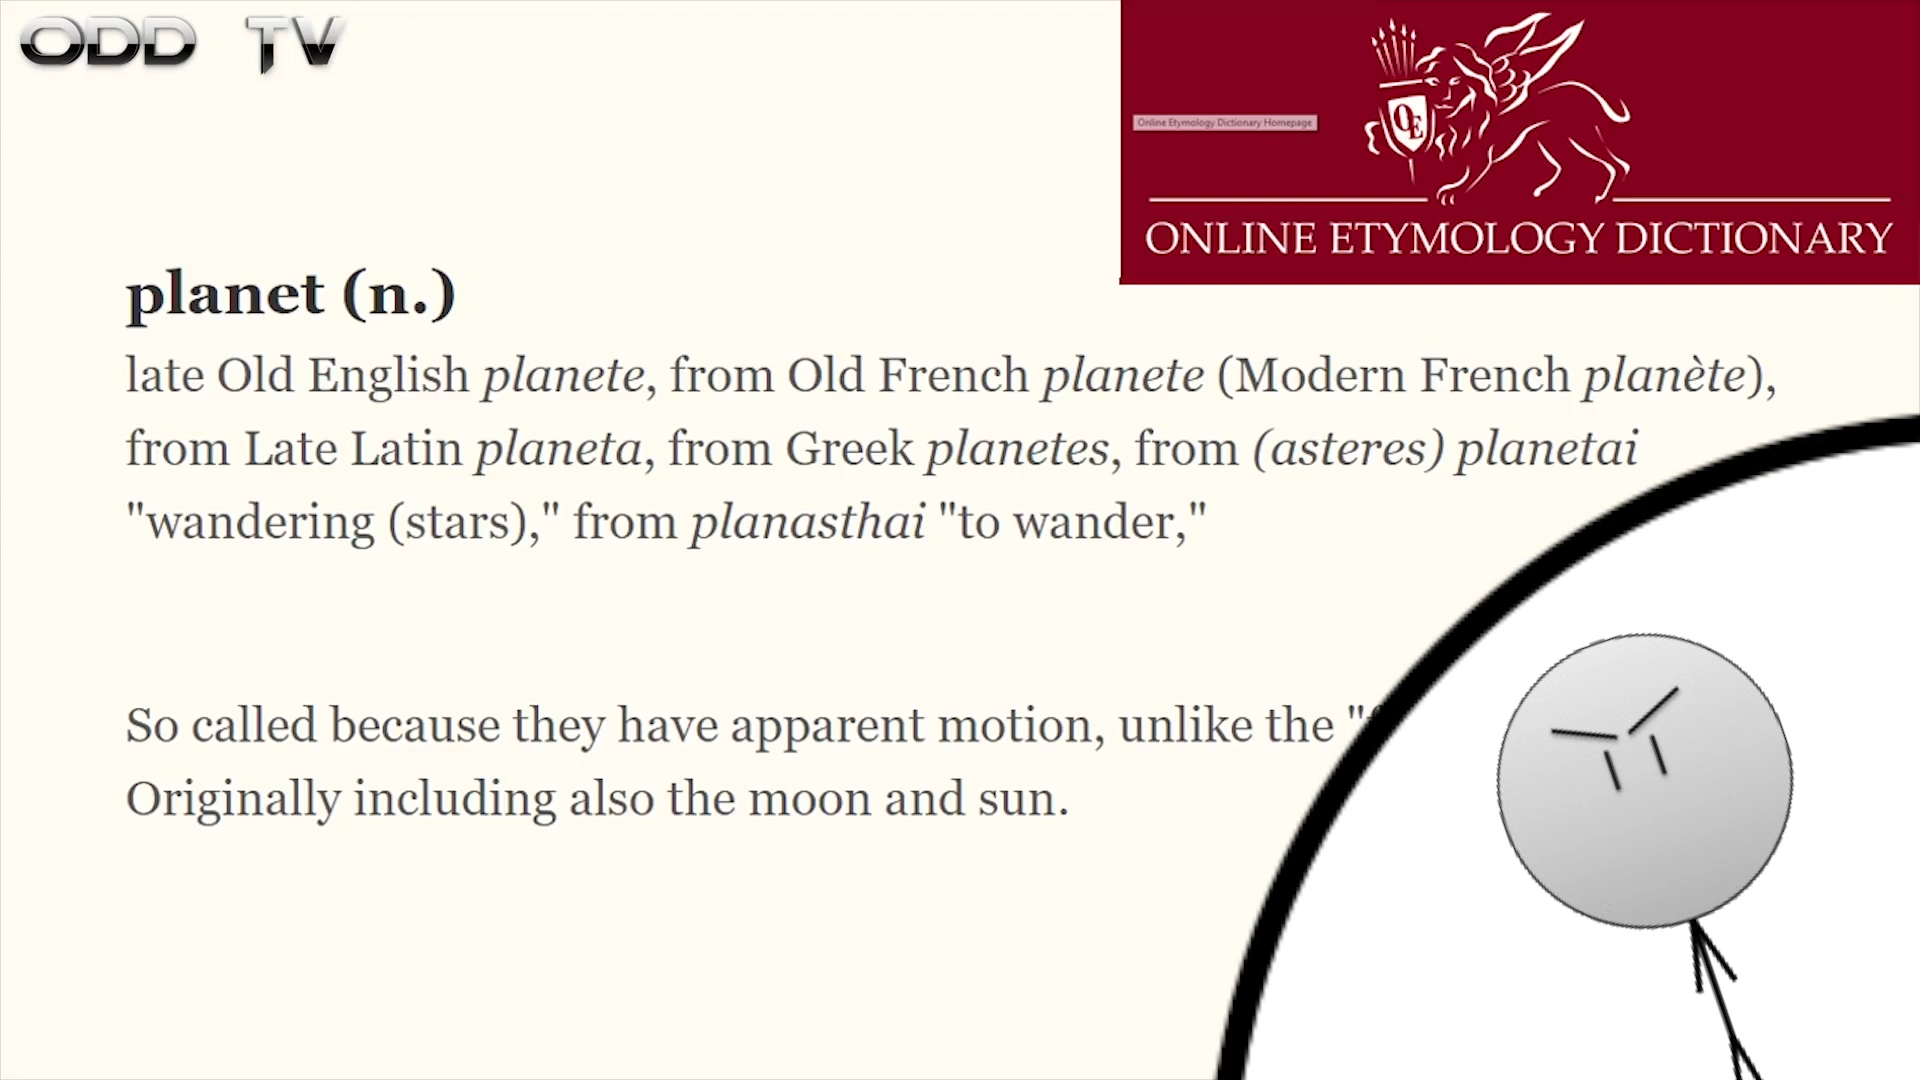 ODD TV
Online Etymology Dictionary Homepage
OE
ONLINE ETYMOLOGY DICTIONARY
planet (n.)
late Old English planete, from Old French planete (Modern French planète),
from Late Latin planeta, from Greek planetes, from (asteres) planetai
"wandering (stars)," from planasthai "to wander,"
So called because they have apparent motion, unlike the "
Originally including also the moon and sun.